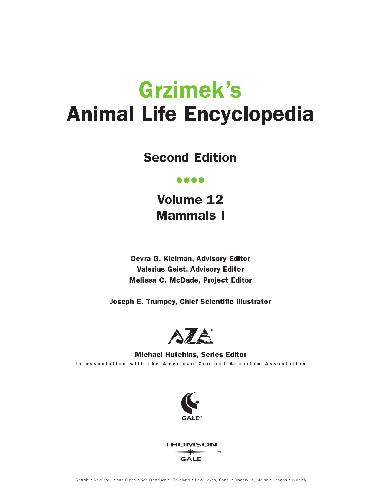 Grzimek's
Animal Life Encyclopedia
Second Edition
●●●●
Volume 12
Mammals I
Devra G. Kleiman, Advisory Editor
Valerius Geist, Advisory Editor
Melissa C. McDade, Project Editor
Joseph E. Trumpey, Chief Scientific Illustrator
AZA
Michael Hutchins, Series Editor
In association with the American Zoo and Aquarium Association
GALE
THOMSON
GALE